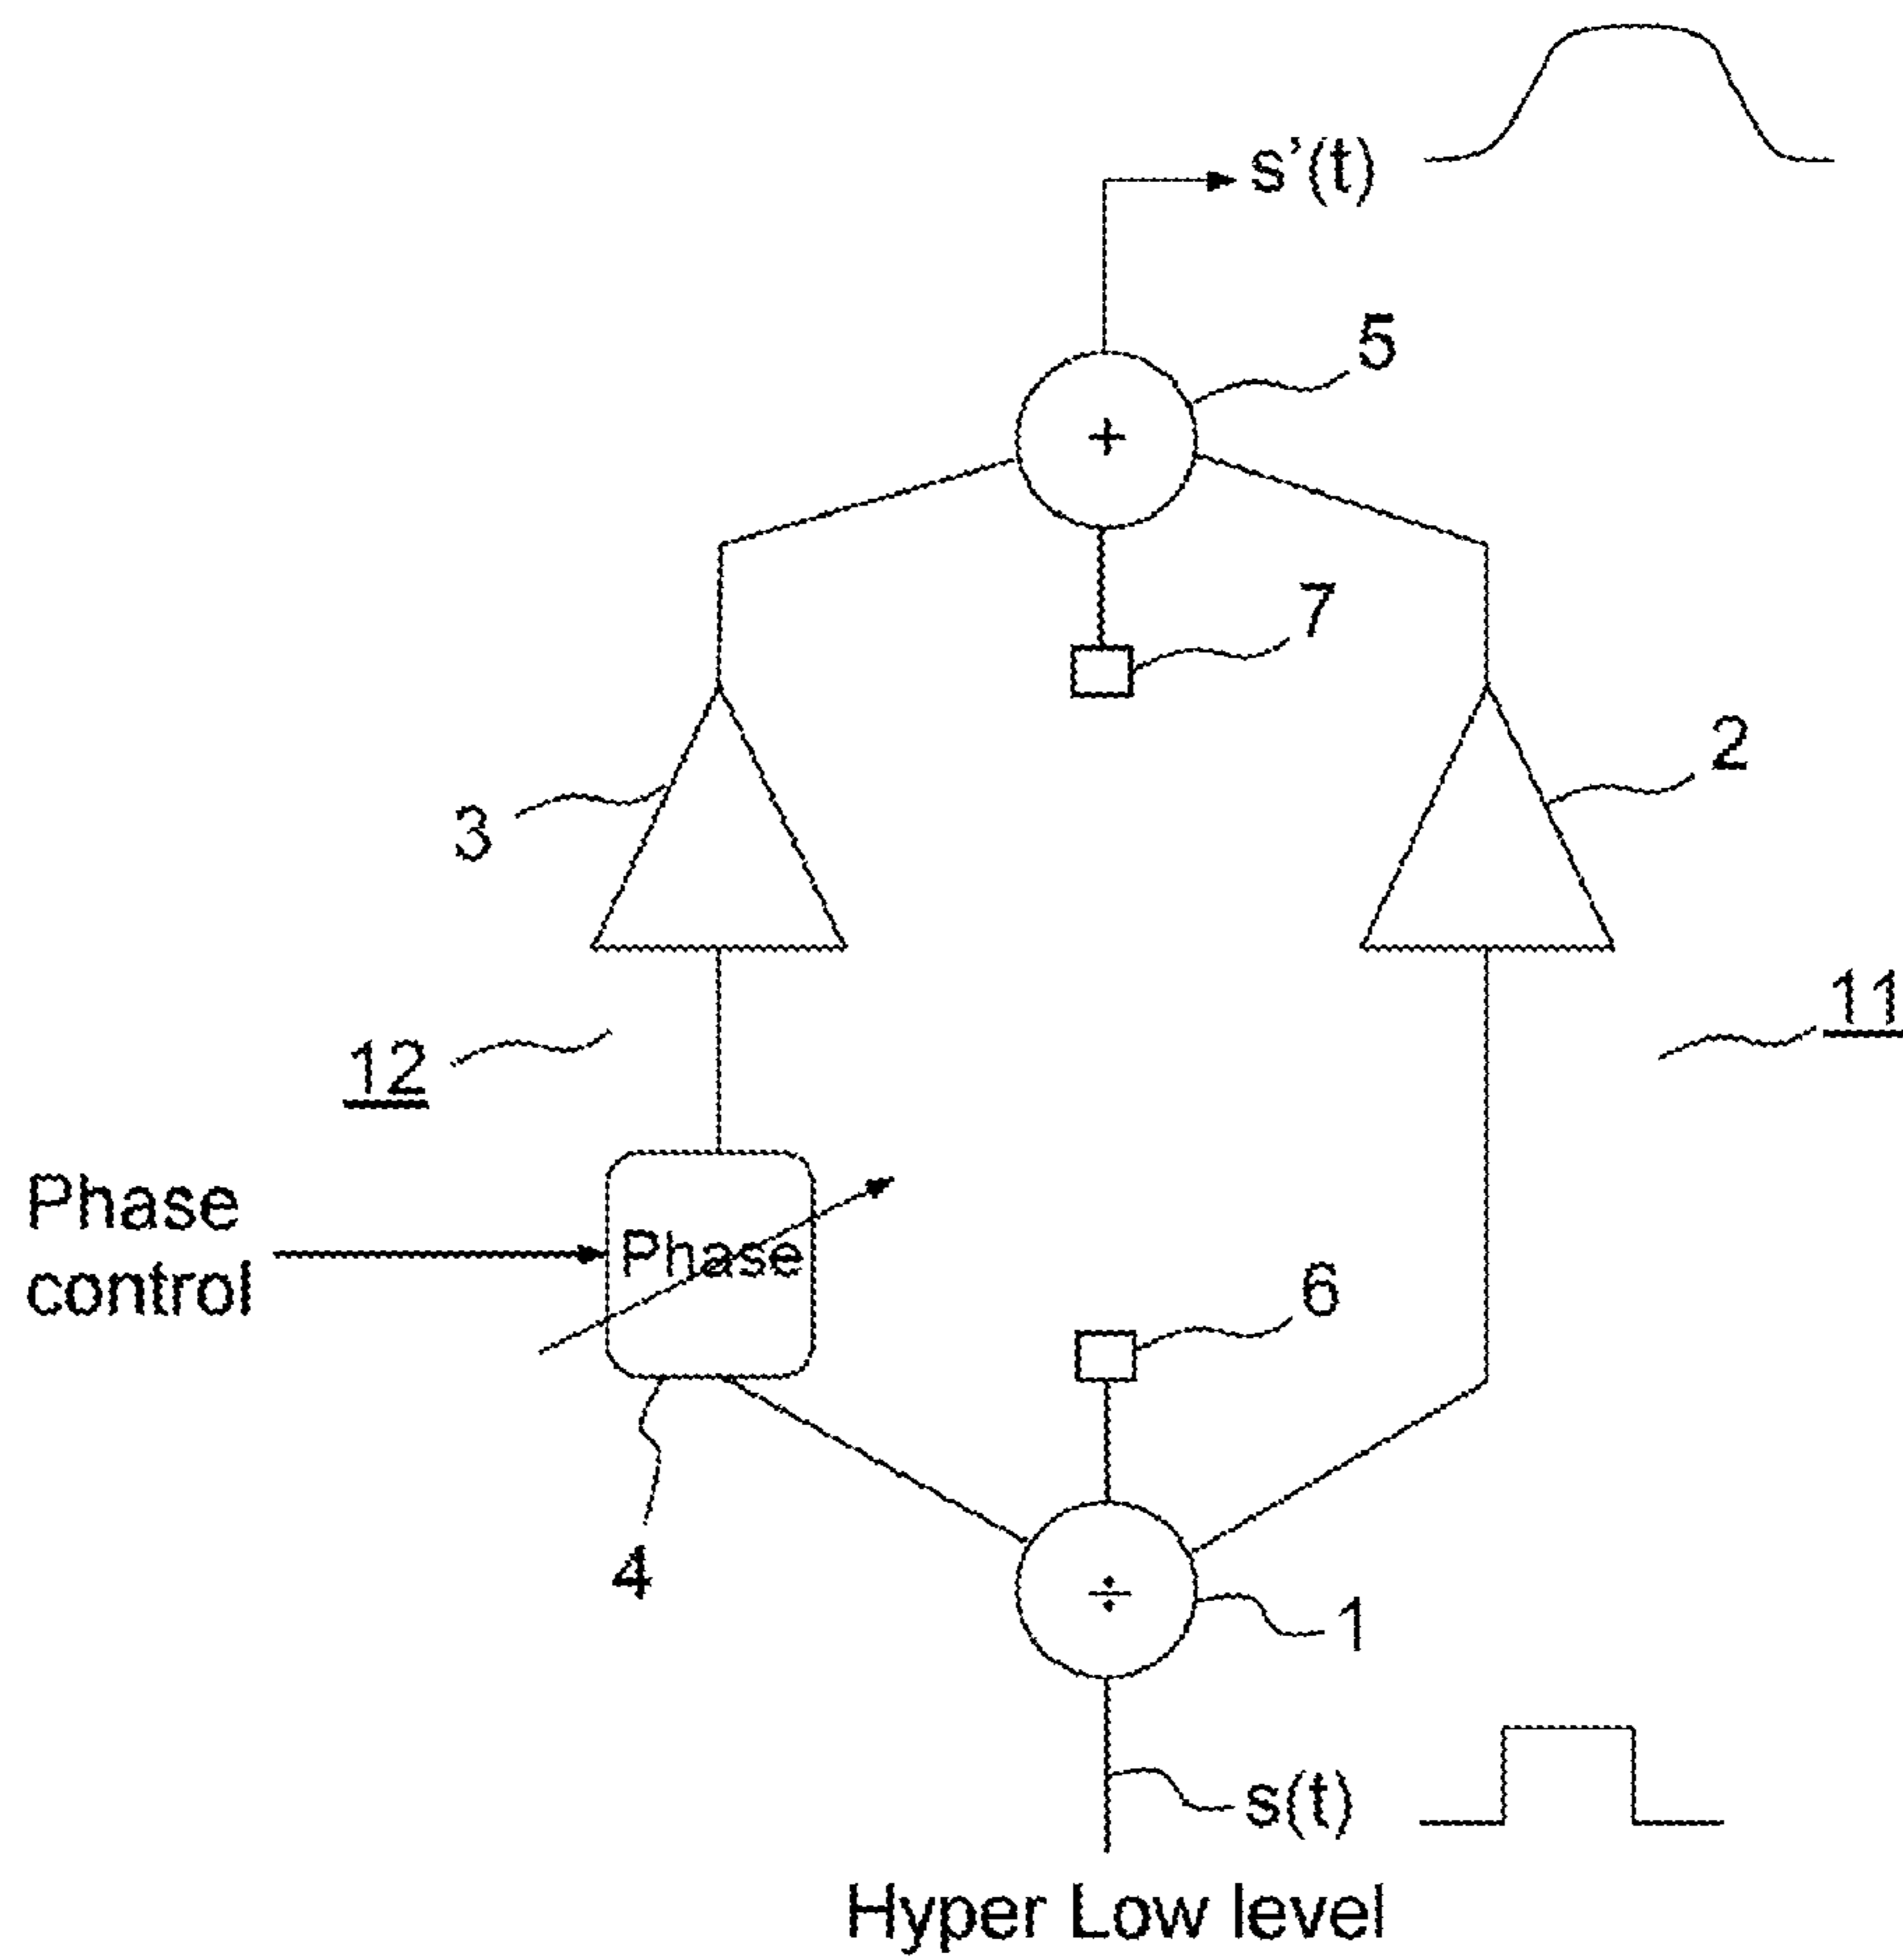 s’(t)
5
+
7
2
3
11
12
Phase
control
Phase
6
4
÷
1
s(t)
Hyper Low level